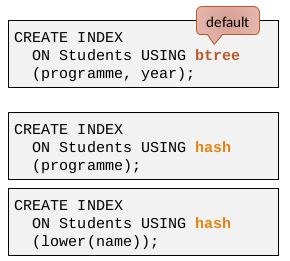 default
CREATE INDEX
ON Students USING btree
(programme, year);
CREATE INDEX
ON Students USING hash
(programme);
CREATE INDEX
ON Students USING hash
(lower(name));